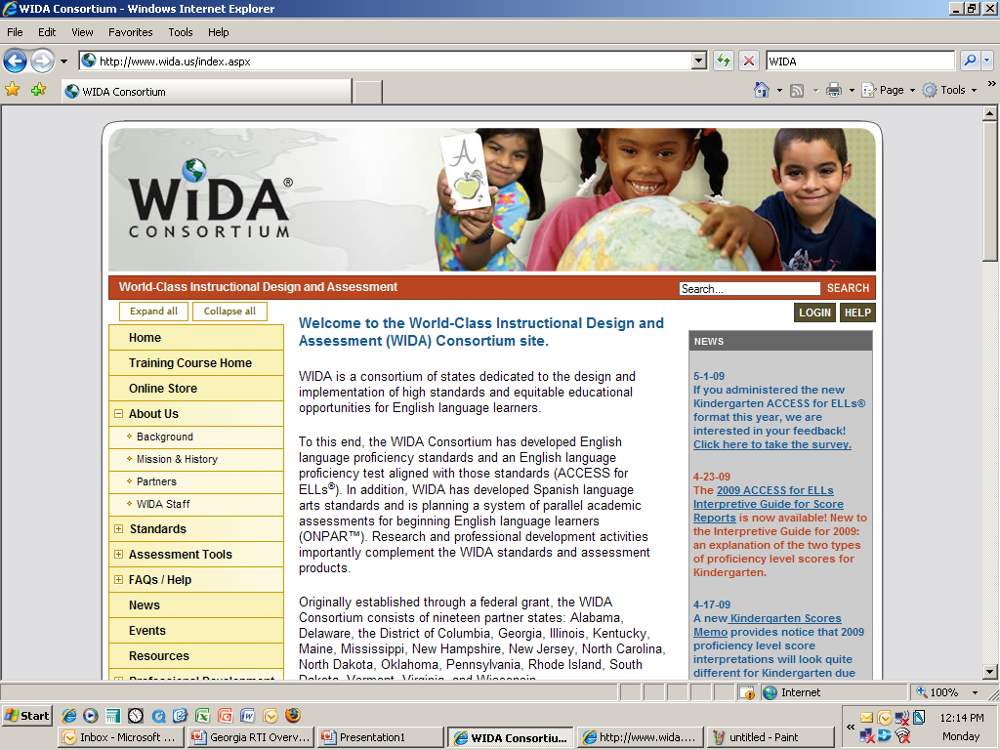 WIDA Consortium - Windows Internet Explorer
File Edit View Favorites Tools Help
http://www.wida.us/index.aspx
WIDA
WIDA Consortium
Page Tools
A
WiDA®
CONSORTIUM
World-Class Instructional Design and Assessment
Search... SEARCH
Expand all Collapse all
LOGIN HELP
Home
Training Course Home
Online Store
About Us
Background
Mission & History
Partners
WIDA Staff
Standards
Assessment Tools
FAQs / Help
News
Events
Resources
Professional Development
Welcome to the World-Class Instructional Design and
Assessment (WIDA) Consortium site.
WIDA is a consortium of states dedicated to the design and
implementation of high standards and equitable educational
opportunities for English language learners.
To this end, the WIDA Consortium has developed English
language proficiency standards and an English language
proficiency test aligned with those standards (ACCESS for
ELLs®). In addition, WIDA has developed Spanish language
arts standards and is planning a system of parallel academic
assessments for beginning English language learners
(ONPAR™). Research and professional development activities
importantly complement the WIDA standards and assessment
products.
Originally established through a federal grant, the WIDA
Consortium consists of nineteen partner states: Alabama,
Delaware, the District of Columbia, Georgia, Illinois, Kentucky,
Maine, Mississippi, New Hampshire, New Jersey, North Carolina,
North Dakota, Oklahoma, Pennsylvania, Rhode Island, South
Dakota, Vermont, Virginia, and Wisconsin.
NEWS
5-1-09
If you administered the new
Kindergarten ACCESS for ELLs®
format this year, we are
interested in your feedback!
Click here to take the survey.
4-23-09
The 2009 ACCESS for ELLs
Interpretive Guide for Score
Reports is now available! New to
the Interpretive Guide for 2009:
an explanation of the two types
of proficiency level scores for
Kindergarten.
4-17-09
A new Kindergarten Scores
Memo provides notice that 2009
proficiency level score
interpretations will look quite
different for Kindergarten due
Internet 100%
Start
12:14 PM
Inbox - Microsoft ... Georgia RTI Overv... Presentation1 WIDA Consortiu... http://www.wida.... untitled - Paint
Monday